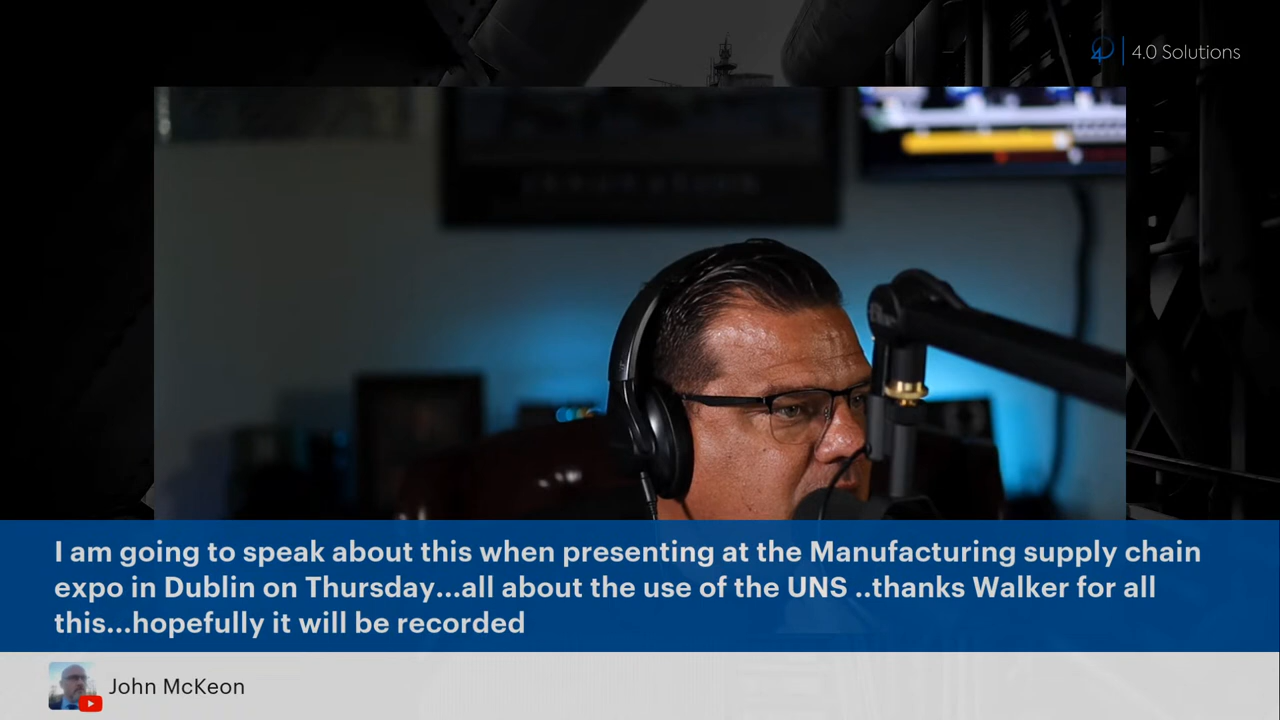 4.0 Solutions
I am going to speak about this when presenting at the Manufacturing supply chain
expo in Dublin on Thursday...all about the use of the UNS ..thanks Walker for all
this...hopefully it will be recorded
John McKeon